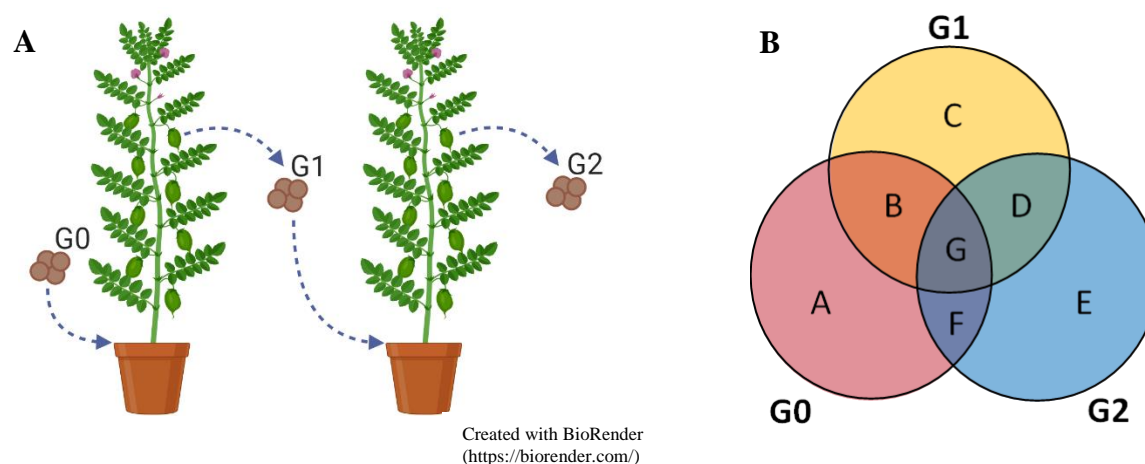 A
G0
G1
G2
Created with BioRender
(https://biorender.com/)
B
G1
C
B
D
G
A
F
E
G0
G2